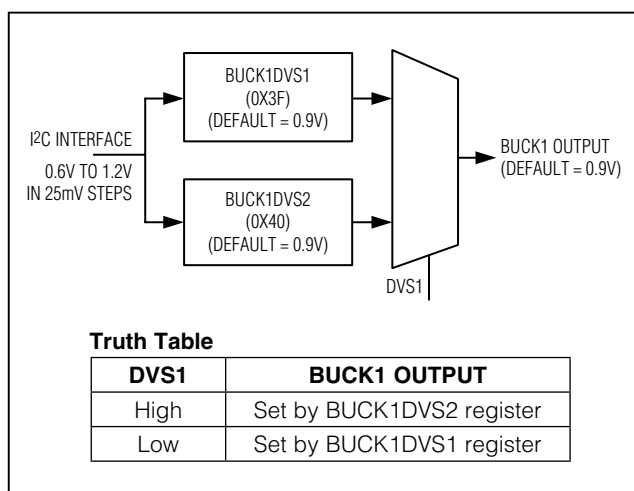 BUCK1DVS1
(0X3F)
(DEFAULT = 0.9V)
I²C INTERFACE
0.6V TO 1.2V
IN 25mV STEPS
BUCK1 OUTPUT
(DEFAULT = 0.9V)
BUCK1DVS2
(0X40)
(DEFAULT = 0.9V)
DVS1
Truth Table
DVS1 BUCK1 OUTPUT
High Set by BUCK1DVS2 register
Low Set by BUCK1DVS1 register